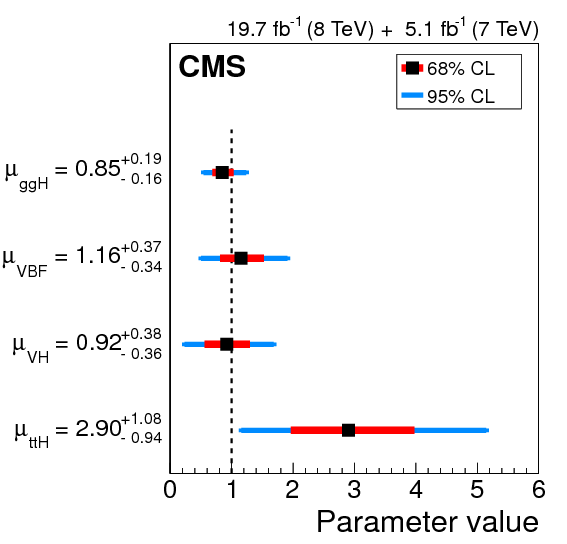 19.7 fb-1 (8 TeV) + 5.1 fb-1 (7 TeV)
CMS
68% CL
95% CL
μggH = 0.85+0.19 - 0.16
μVBF = 1.16+0.37 - 0.34
μVH = 0.92+0.38 - 0.36
μttH = 2.90+1.08 - 0.94
0 1 2 3 4 5 6
Parameter value